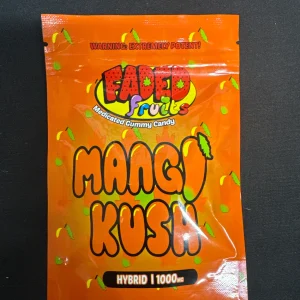 WARNING: EXTREMELY POTENT!
FADED
fruits
Medicated Gummy Candy
MANGO
KUSH
HYBRID | 1000MG